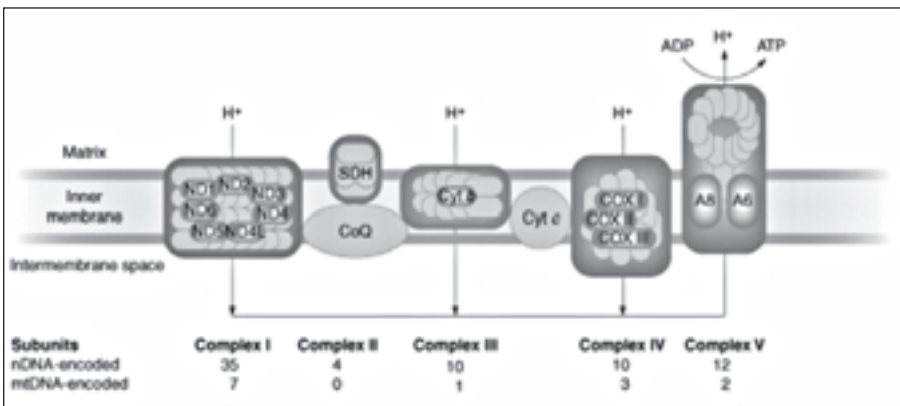 ADP H+ ATP
H+ H+ H+
Matrix
SDH
ND1 ND2 ND3
Cyt b
COX I
A8 A6
Inner
membrane
ND6 ND4
COX II
Cyt c
CoQ
ND5 ND4L
COX III
Intermembrane space
Subunits Complex I Complex II Complex III Complex IV Complex V
nDNA-encoded 35 4 10 10 12
mtDNA-encoded 7 0 1 3 2